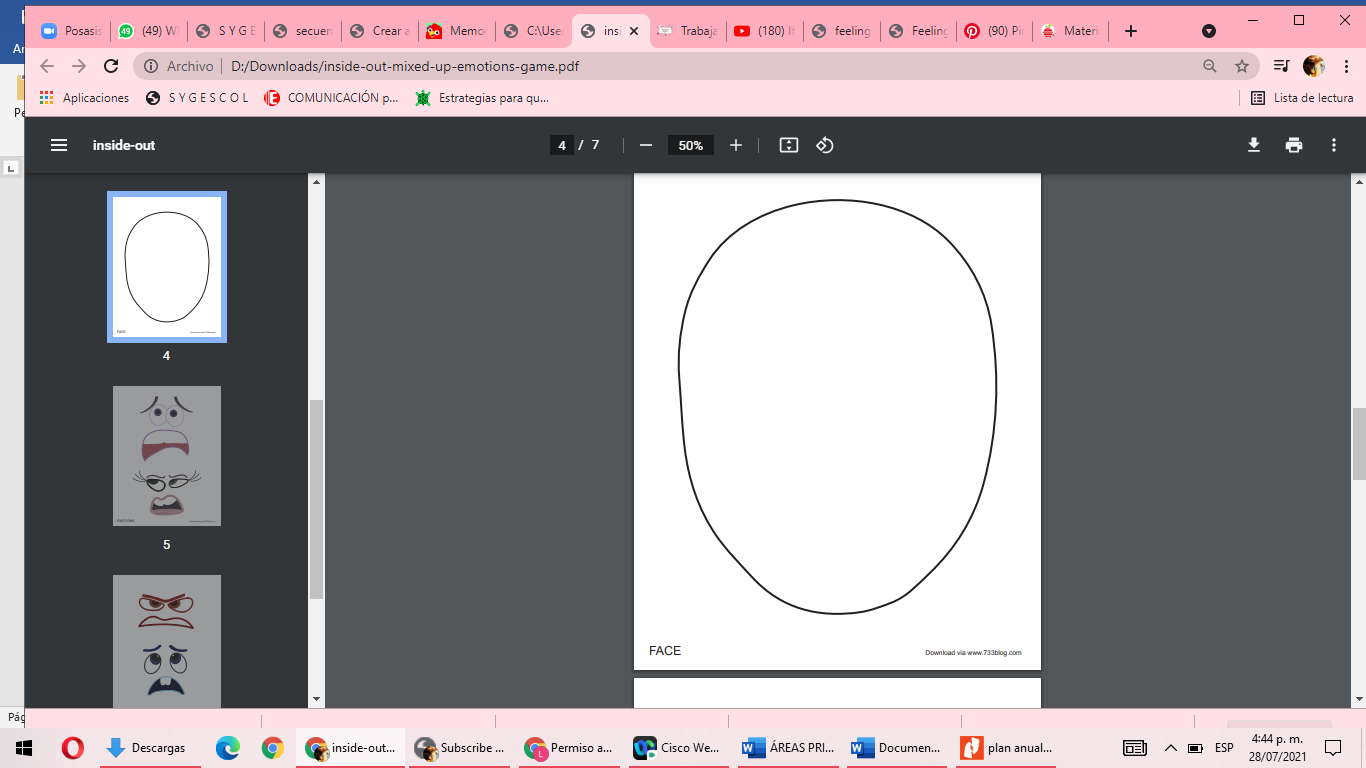 Posasis
49
(49) W
S Y G E
secuen
Crear a
Memor
C:\User
insi
Trabaja
(180) If
feeling
Feeling
(90) Pi
Materi
Archivo | D:/Downloads/inside-out-mixed-up-emotions-game.pdf
Aplicaciones
S Y G E S C O L
COMUNICACIÓN p...
Estrategias para qu...
Lista de lectura
inside-out
4 / 7
50%
4
5
FACE
Download via www.733blog.com
Pág
Descargas
inside-out...
Subscribe ...
Permiso a...
Cisco We...
ÁREAS PRI...
Documen...
plan anual...
ESP
4:44 p. m.
28/07/2021